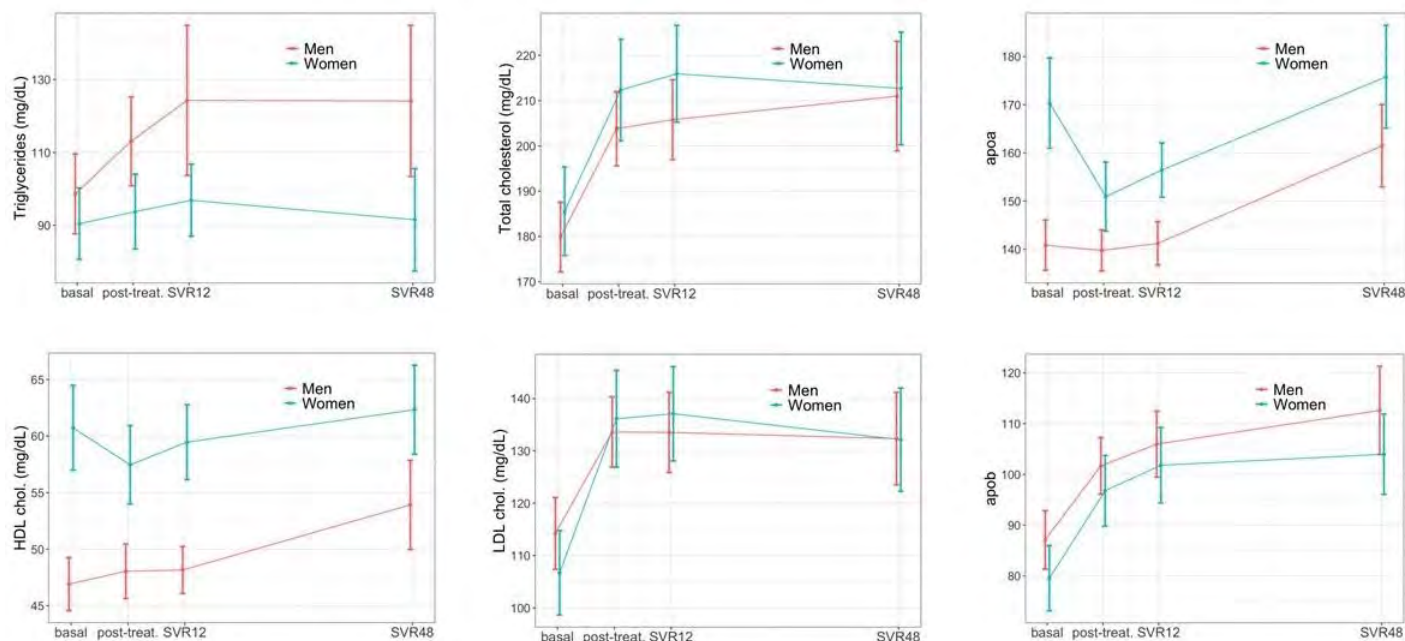 Triglycerides (mg/dL)
130
110
90
Men
Women
basal post-treat. SVR12 SVR48
Total cholesterol (mg/dL)
220
210
200
190
180
170
Men
Women
basal post-treat. SVR12 SVR48
apoa
180
170
160
150
140
Men
Women
basal post-treat. SVR12 SVR48
HDL chol. (mg/dL)
65
60
55
50
45
Men
Women
basal post-treat. SVR12 SVR48
LDL chol. (mg/dL)
140
130
120
110
100
Men
Women
basal post-treat. SVR12 SVR48
apob
120
110
100
90
80
Men
Women
basal post-treat. SVR12 SVR48